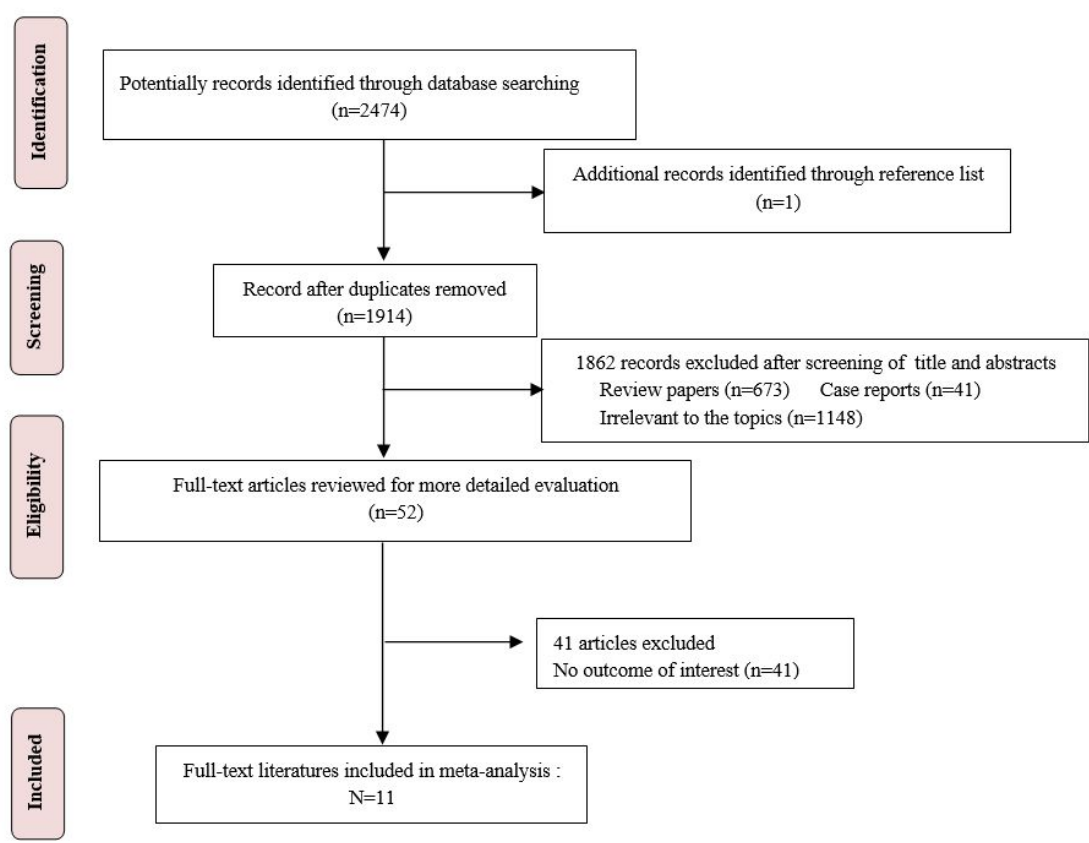 Identification
Potentially records identified through database searching
(n=2474)
Additional records identified through reference list
(n=1)
Screening
Record after duplicates removed
(n=1914)
1862 records excluded after screening of title and abstracts
Review papers (n=673) Case reports (n=41)
Irrelevant to the topics (n=1148)
Eligibility
Full-text articles reviewed for more detailed evaluation
(n=52)
41 articles excluded
No outcome of interest (n=41)
Included
Full-text literatures included in meta-analysis :
N=11